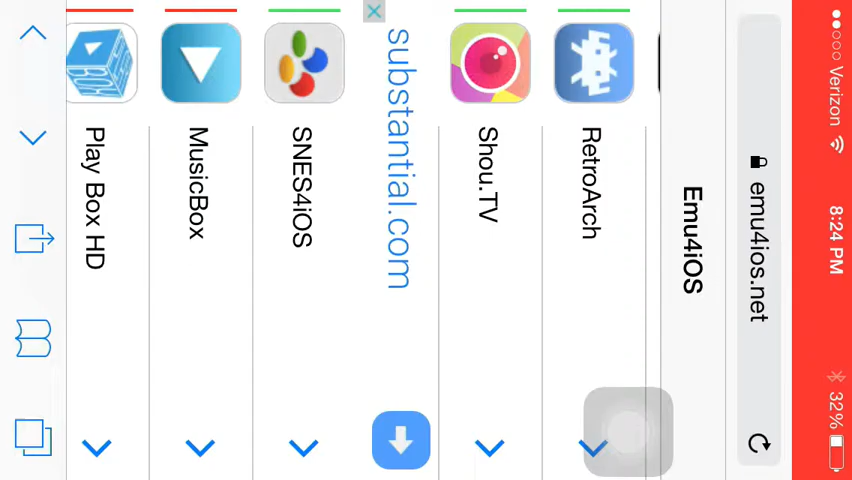 Verizon 8:24 PM 32%
emu4ios.net
Emu4iOS
RetroArch
Shou.TV
substantial.com
SNES4iOS
MusicBox
Play Box HD